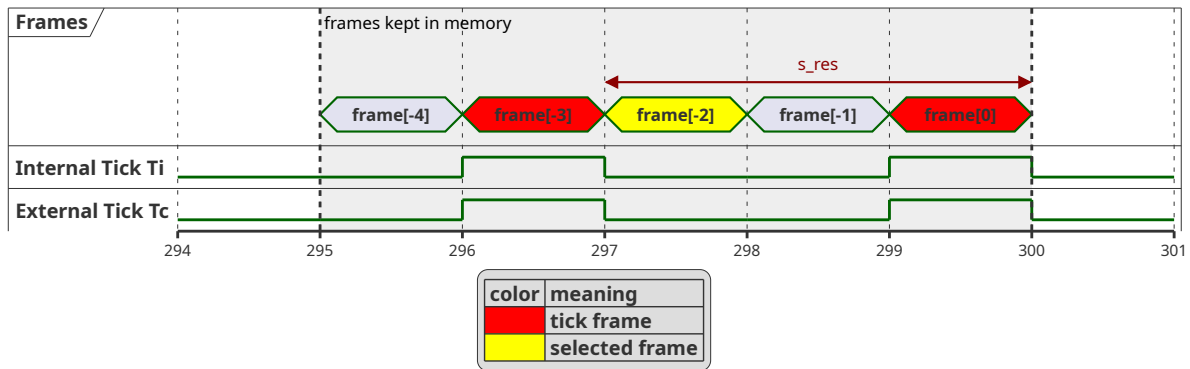 Frames
frames kept in memory
s_res
frame[-4] frame[-3] frame[-2] frame[-1] frame[0]
Internal Tick Ti
External Tick Tc
294 295 296 297 298 299 300 301
color meaning
tick frame
selected frame